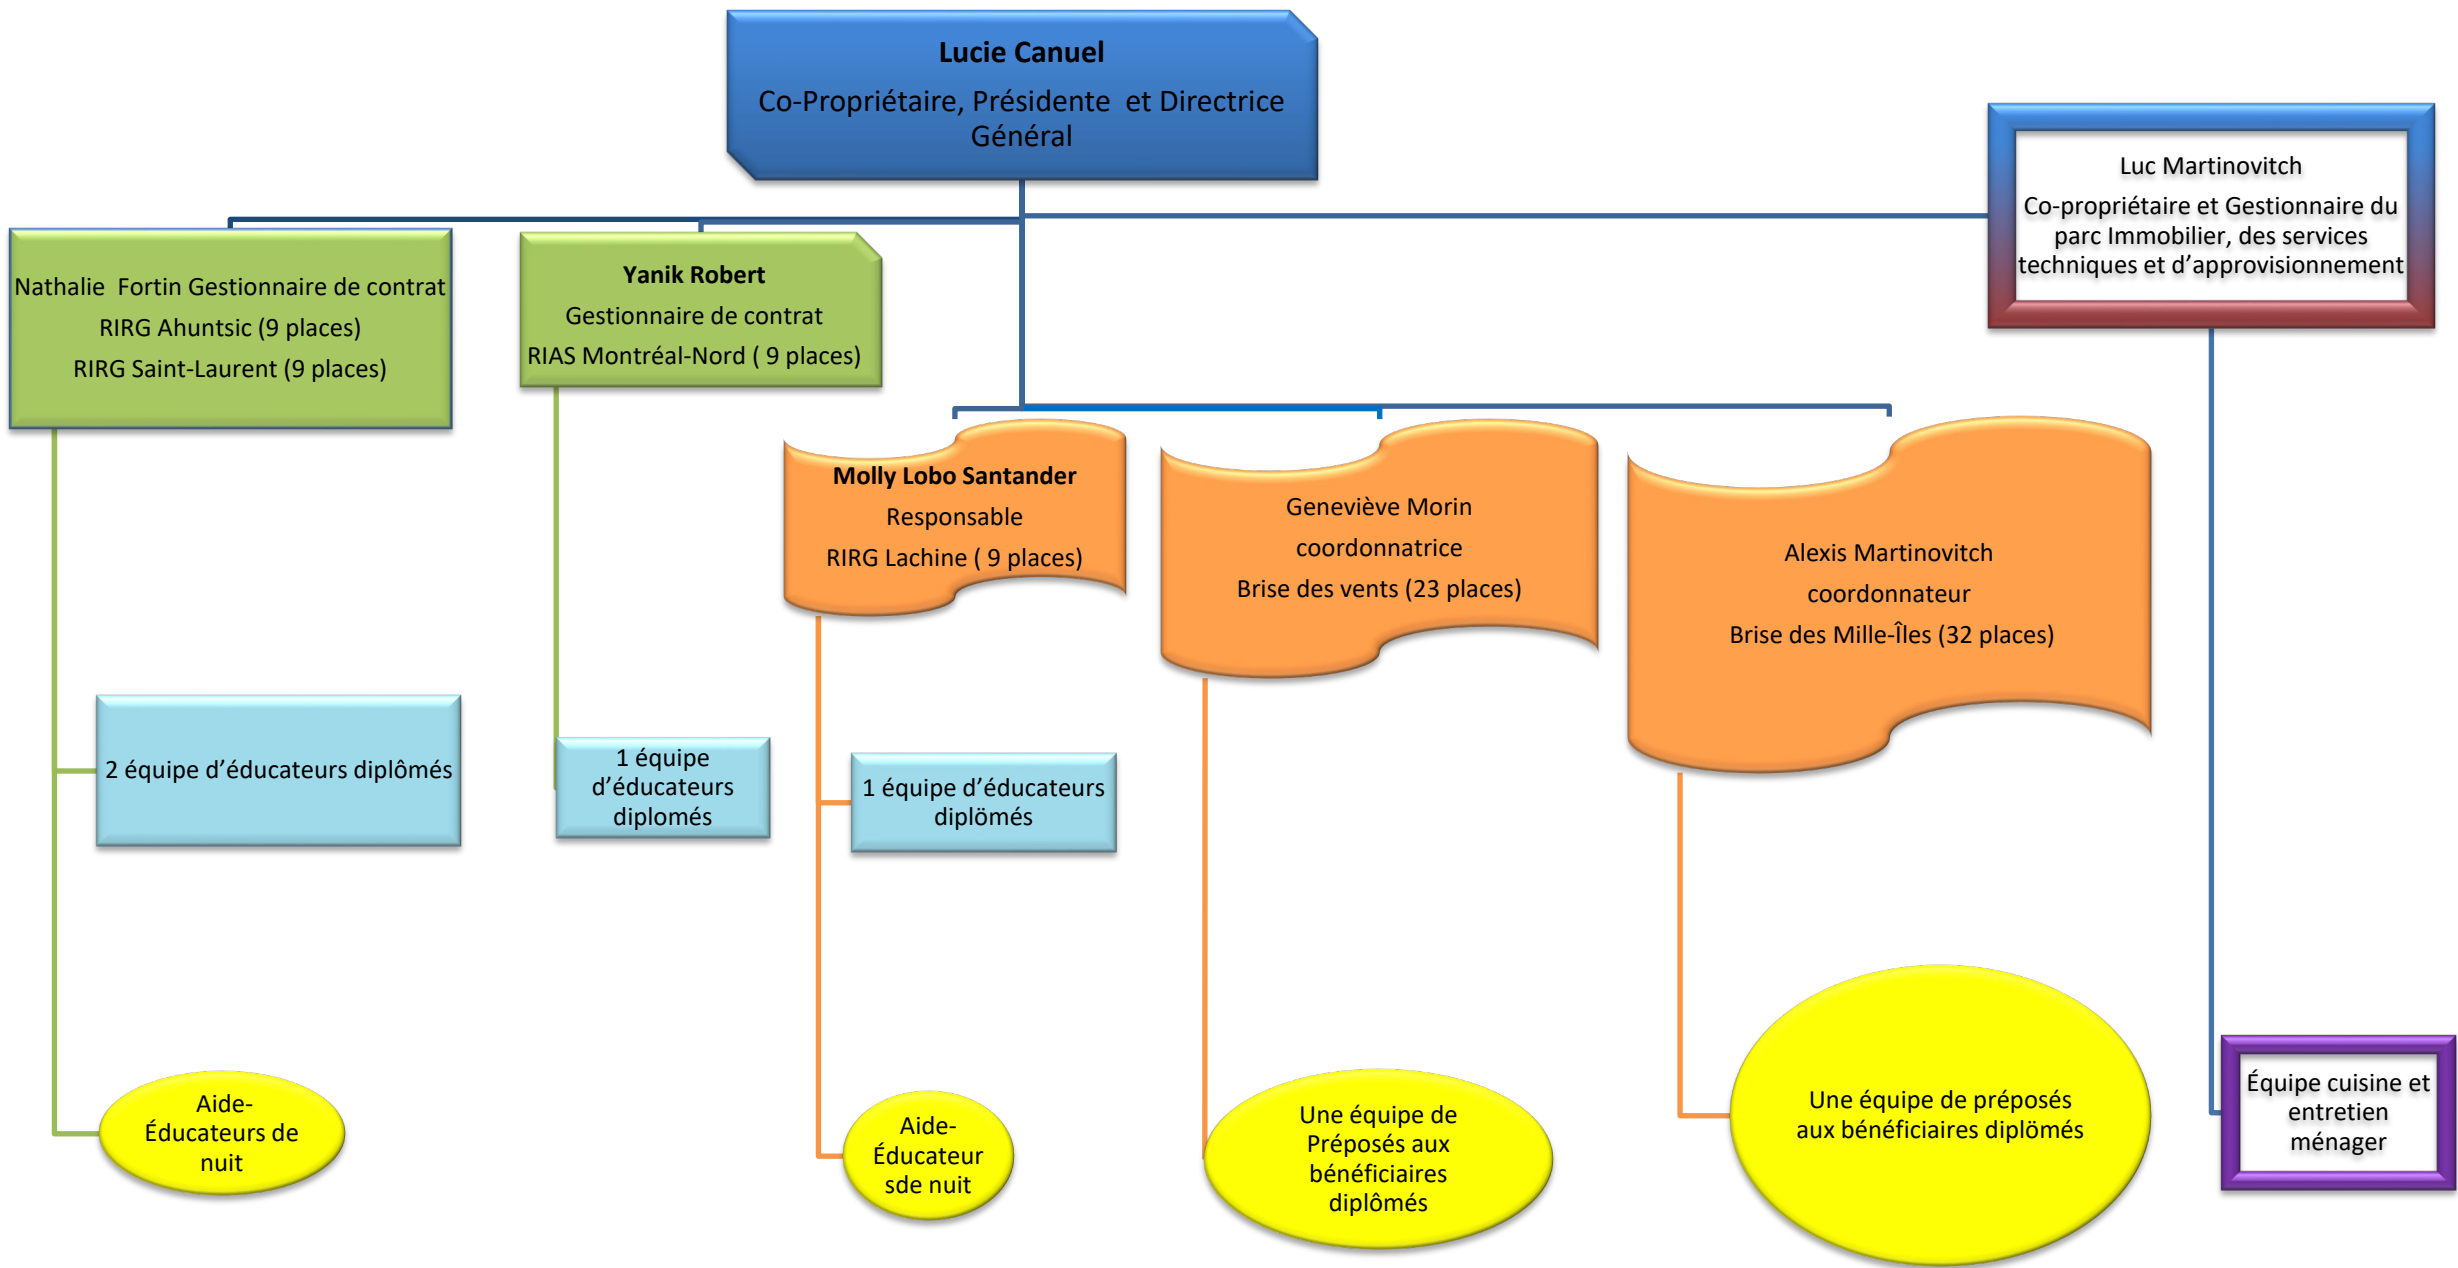 Lucie Canuel
Co-Propriétaire, Présidente et Directrice
Général
Luc Martinovitch
Co-propriétaire et Gestionnaire du
parc Immobilier, des services
techniques et d’approvisionnement
Nathalie Fortin Gestionnaire de contrat
RIRG Ahuntsic (9 places)
RIRG Saint-Laurent (9 places)
Yanik Robert
Gestionnaire de contrat
RIAS Montréal-Nord ( 9 places)
Molly Lobo Santander
Responsable
RIRG Lachine ( 9 places)
Geneviève Morin
coordonnatrice
Brise des vents (23 places)
Alexis Martinovitch
coordonnateur
Brise des Mille-Îles (32 places)
2 équipe d’éducateurs diplômés
1 équipe
d’éducateurs
diplomés
1 équipe d’éducateurs
diplömés
Aide-
Éducateurs de
nuit
Aide-
Éducateur
sde nuit
Une équipe de
Préposés aux
bénéficiaires
diplômés
Une équipe de préposés
aux bénéficiaires diplömés
Équipe cuisine et
entretien
ménager